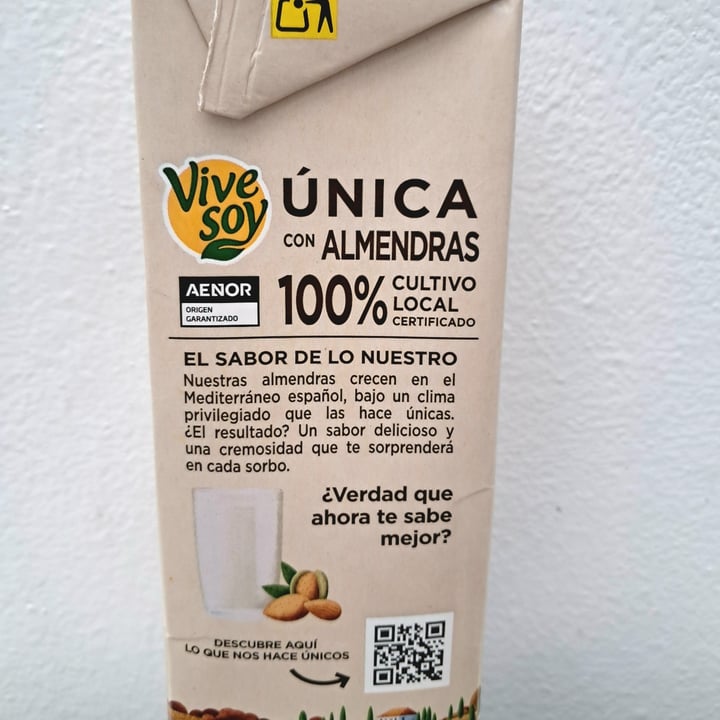 Vive
soy
ÚNICA
CON ALMENDRAS
AENOR
ORIGEN
GARANTIZADO
100% CULTIVO
LOCAL
CERTIFICADO
EL SABOR DE LO NUESTRO
Nuestras almendras crecen en el
Mediterráneo español, bajo un clima
privilegiado que las hace únicas.
¿El resultado? Un sabor delicioso y
una cremosidad que te sorprenderá
en cada sorbo.
¿Verdad que
ahora te sabe
mejor?
DESCUBRE AQUÍ
LO QUE NOS HACE ÚNICOS